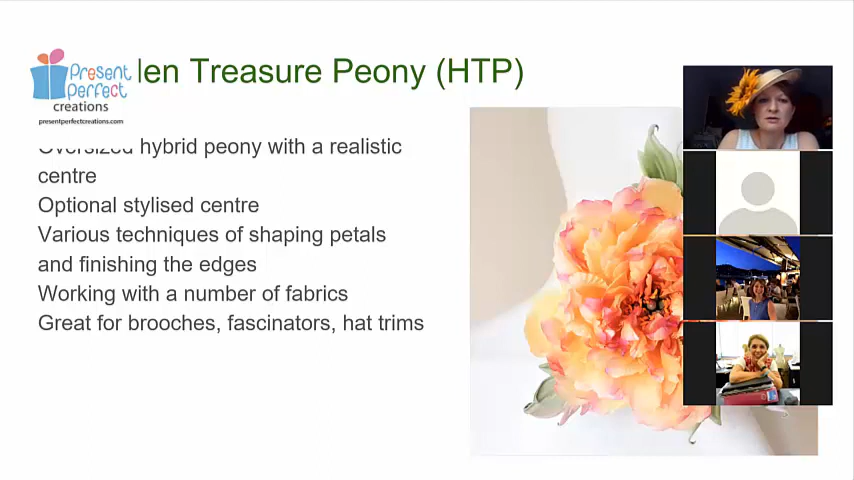 len Treasure Peony (HTP)
Present
Perfect
creations
presentperfectcreations.com
Oversized hybrid peony with a realistic
centre
Optional stylised centre
Various techniques of shaping petals
and finishing the edges
Working with a number of fabrics
Great for brooches, fascinators, hat trims